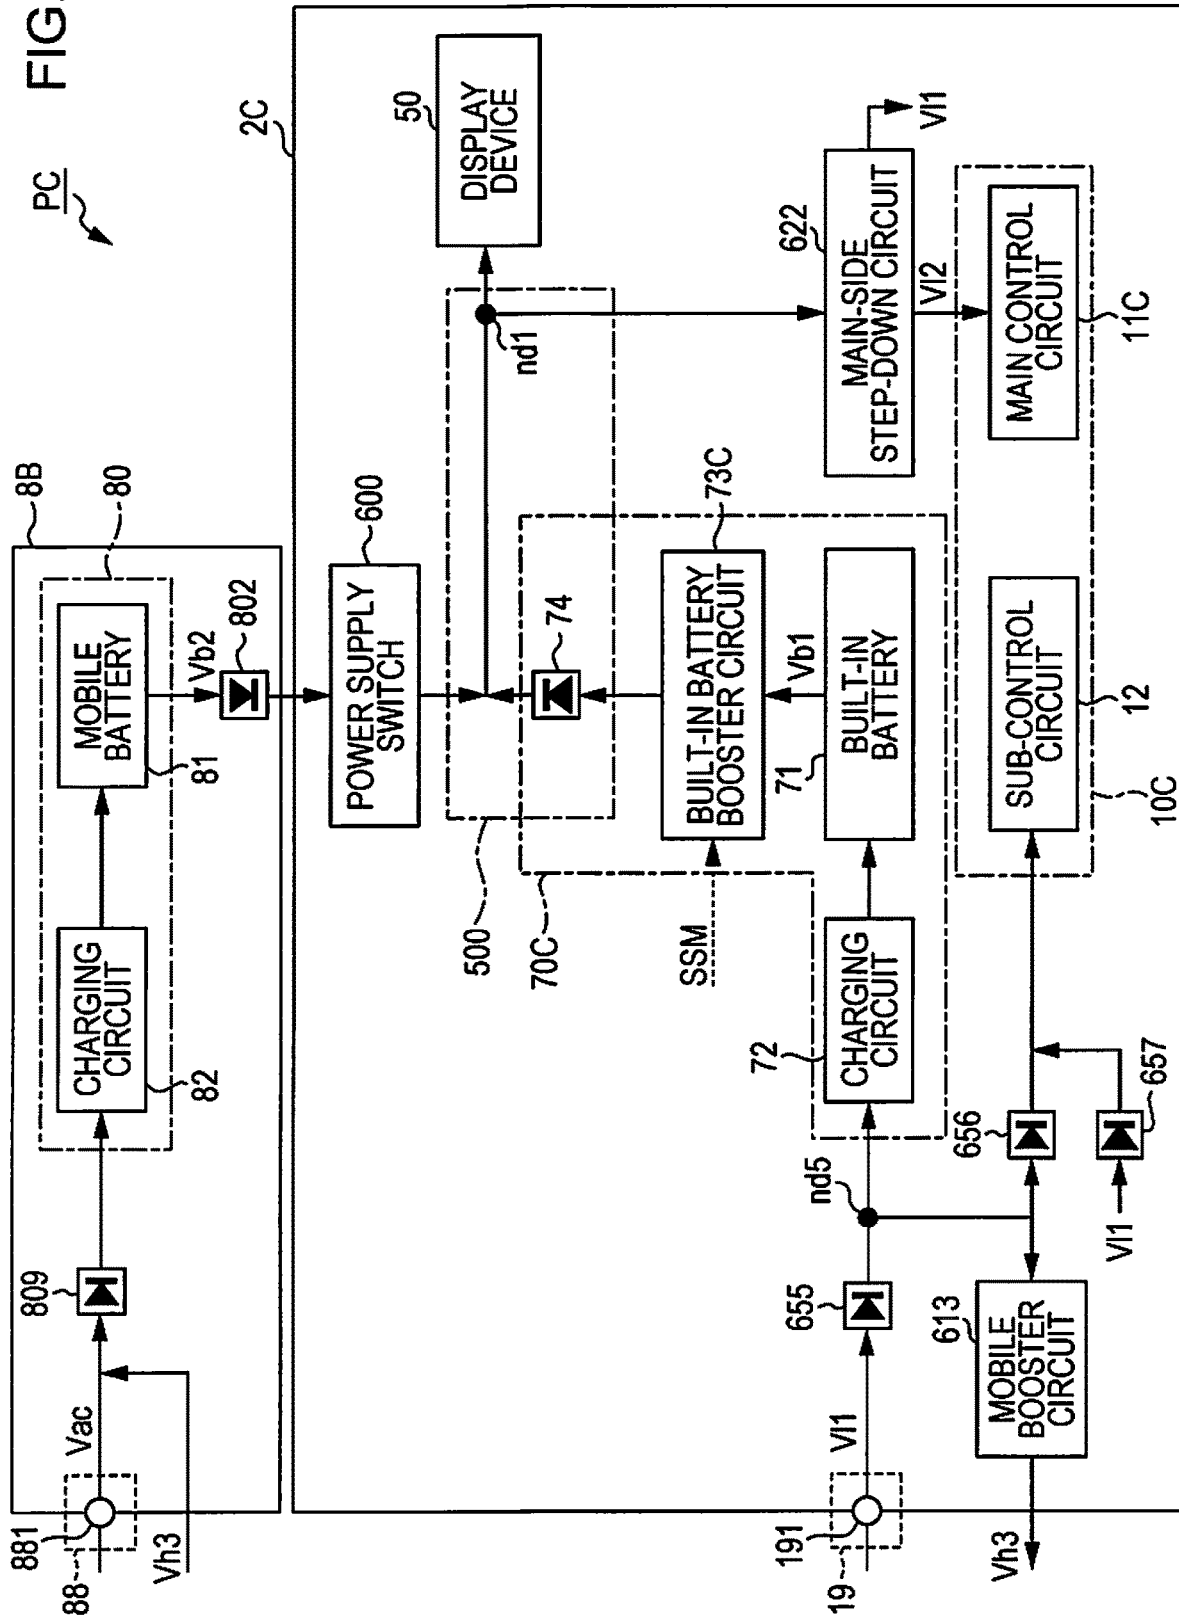 FIG.
PC
8B
80
MOBILE
BATTERY
81
CHARGING
CIRCUIT
82
Vb2
802
809
Vac
881
88
Vh3
2C
600
POWER SUPPLY
SWITCH
50
DISPLAY
DEVICE
nd1
500
74
70C
73C
BUILT-IN BATTERY
BOOSTER CIRCUIT
SSM
Vb1
71
BUILT-IN
BATTERY
72
CHARGING
CIRCUIT
622
MAIN-SIDE
STEP-DOWN CIRCUIT
Vl1
Vl2
MAIN CONTROL
CIRCUIT
11C
SUB-CONTROL
CIRCUIT
12
10C
nd5
655
656
657
Vl1
Vl1
191
19
613
MOBILE
BOOSTER
CIRCUIT
Vh3